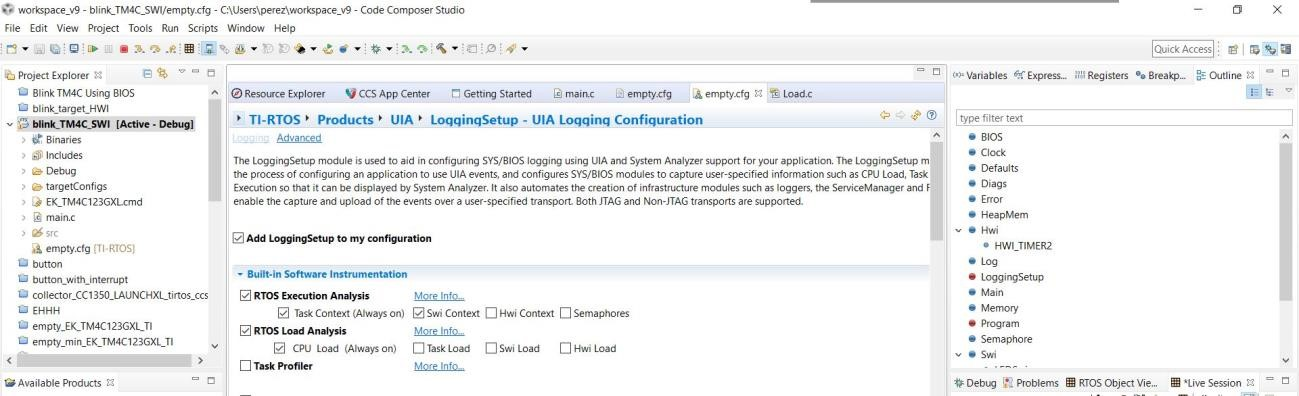 workspace_v9 - blink_TM4C_SWI/empty.cfg - C:\Users\perez\workspace_v9 - Code Composer Studio
File Edit View Project Tools Run Scripts Window Help
Quick Access
Project Explorer
Blink TM4C Using BIOS
blink_target_HWI
blink_TM4C_SWI [Active - Debug]
Binaries
Includes
Debug
targetConfigs
EK_TM4C123GXL.cmd
main.c
src
empty.cfg [TI-RTOS]
button
button_with_interrupt
collector_CC1350_LAUNCHXL_tirtos_ccs
EHHH
empty_EK_TM4C123GXL_TI
empty_min_EK_TM4C123GXL_TI
Available Products
Resource Explorer CCS App Center Getting Started main.c empty.cfg empty.cfg Load.c
TI-RTOS Products UIA LoggingSetup - UIA Logging Configuration
Logging Advanced
The LoggingSetup module is used to aid in configuring SYS/BIOS logging using UIA and System Analyzer support for your application. The LoggingSetup m
the process of configuring an application to use UIA events, and configures SYS/BIOS modules to capture user-specified information such as CPU Load, Task
Execution so that it can be displayed by System Analyzer. It also automates the creation of infrastructure modules such as loggers, the ServiceManager and
enable the capture and upload of the events over a user-specified transport. Both JTAG and Non-JTAG transports are supported.
Add LoggingSetup to my configuration
Built-in Software Instrumentation
RTOS Execution Analysis More Info...
Task Context (Always on) Swi Context Hwi Context Semaphores
RTOS Load Analysis More Info...
CPU Load (Always on) Task Load Swi Load Hwi Load
Task Profiler More Info...
(x)= Variables Express... Registers Breakp... Outline
type filter text
BIOS
Clock
Defaults
Diags
Error
HeapMem
Hwi
HWI_TIMER2
Log
LoggingSetup
Main
Memory
Program
Semaphore
Swi
Debug Problems RTOS Object Vie... *Live Session